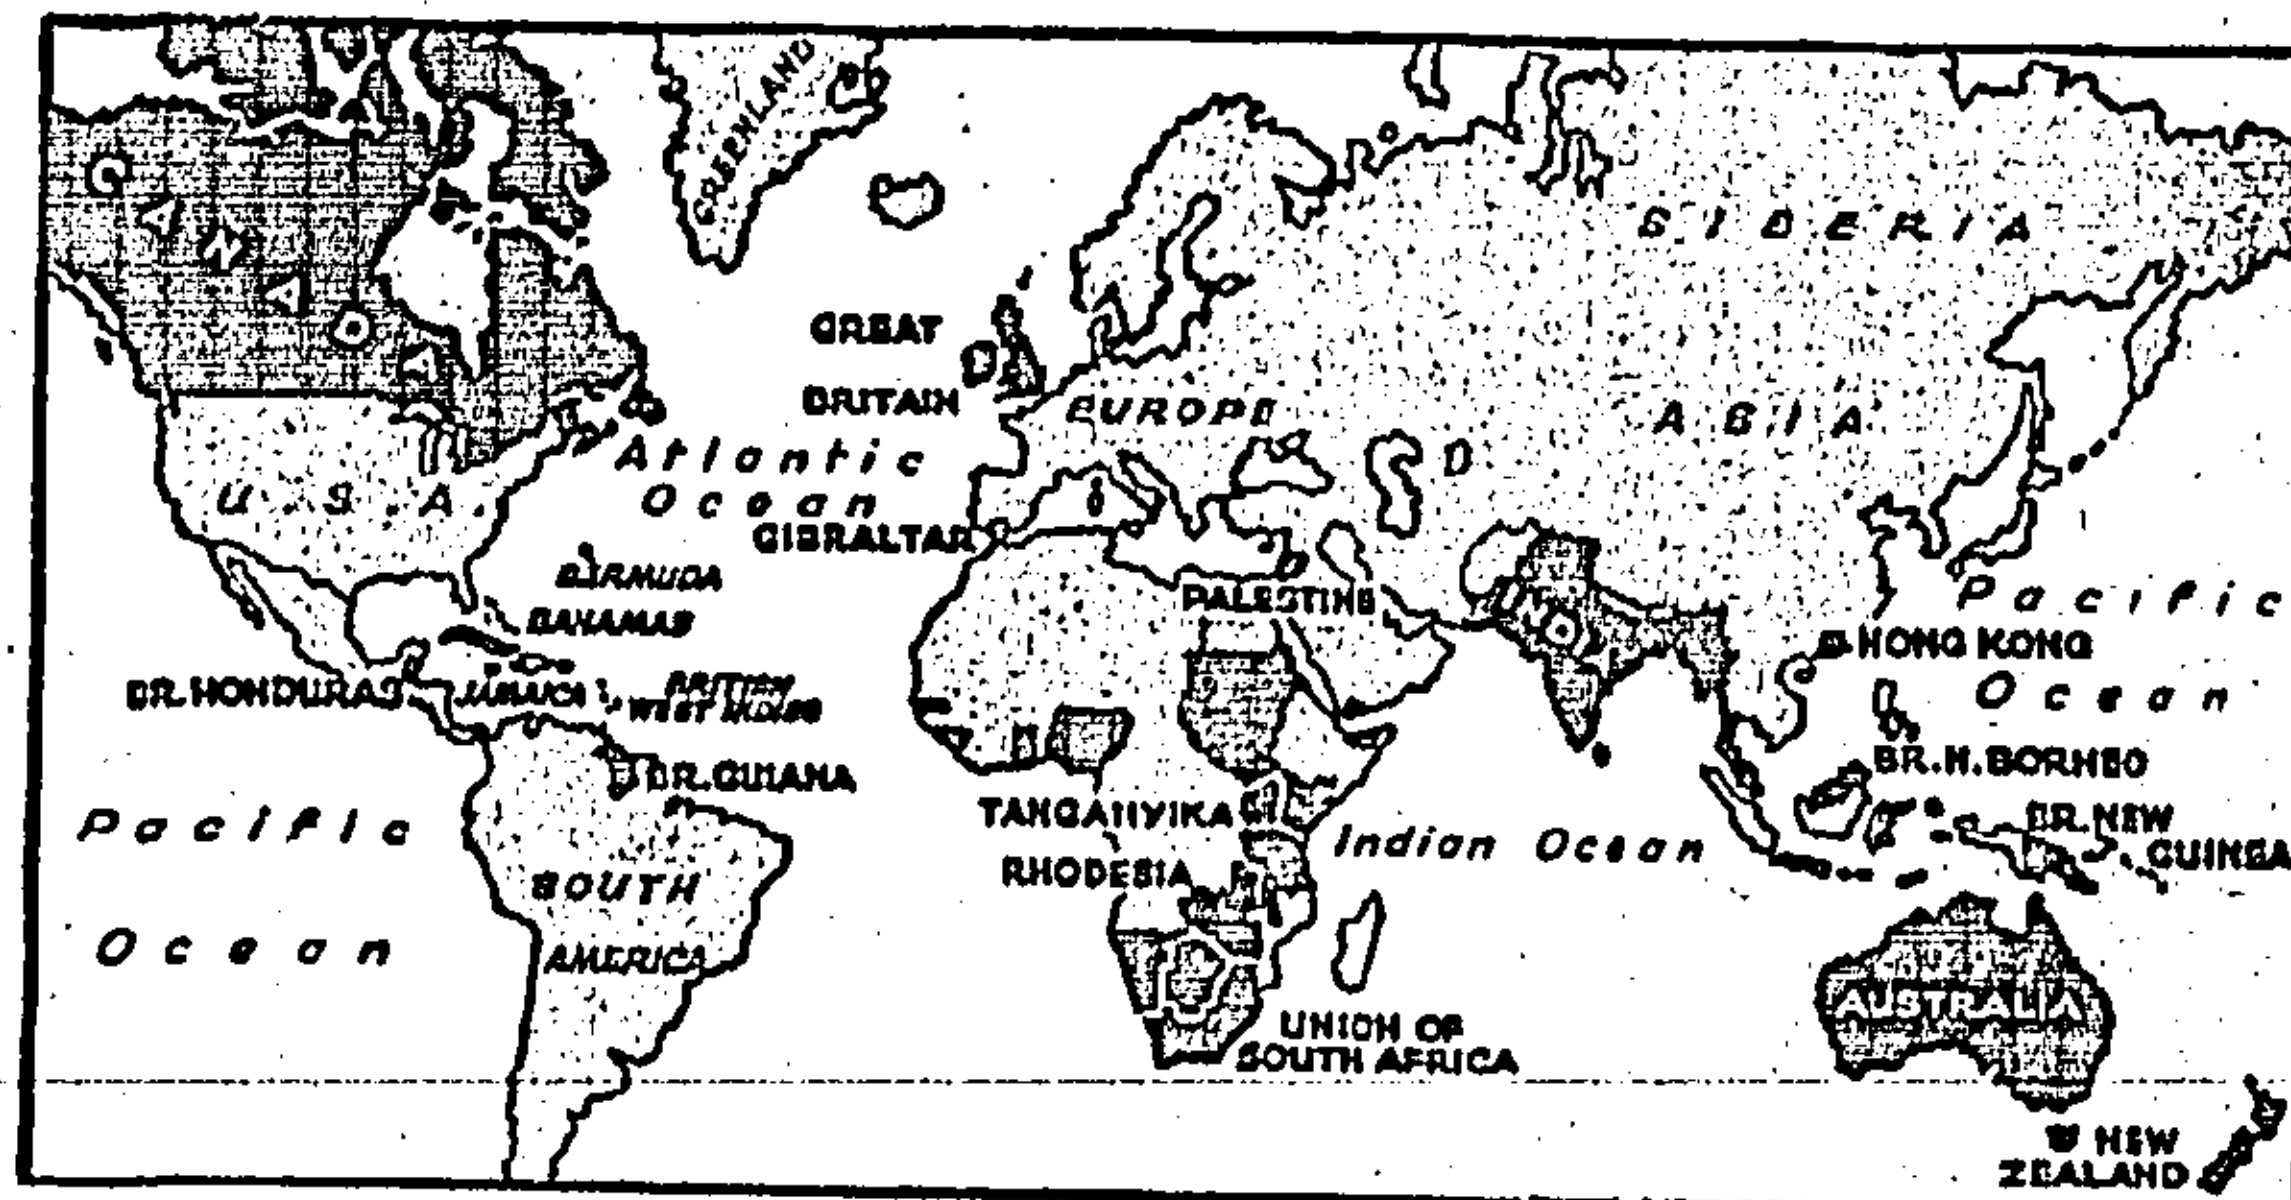 GREENLAND
CANADA
SIBERIA
GREAT
BRITAIN
EUROPE
ASIA
Atlantic
Ocean
U.S.A.
GIBRALTAR
BERMUDA
BAHAMAS
PALESTINE
Pacific
Ocean
HONG KONG
BR. HONDURAS
JAMAICA
BRITISH
WEST INDIES
BR. GUIANA
BR. N. BORNEO
TANGANYIKA
BR. NEW
GUINEA
Pacific
Ocean
Indian Ocean
RHODESIA
SOUTH
AMERICA
AUSTRALIA
UNION OF
SOUTH AFRICA
NEW
ZEALAND